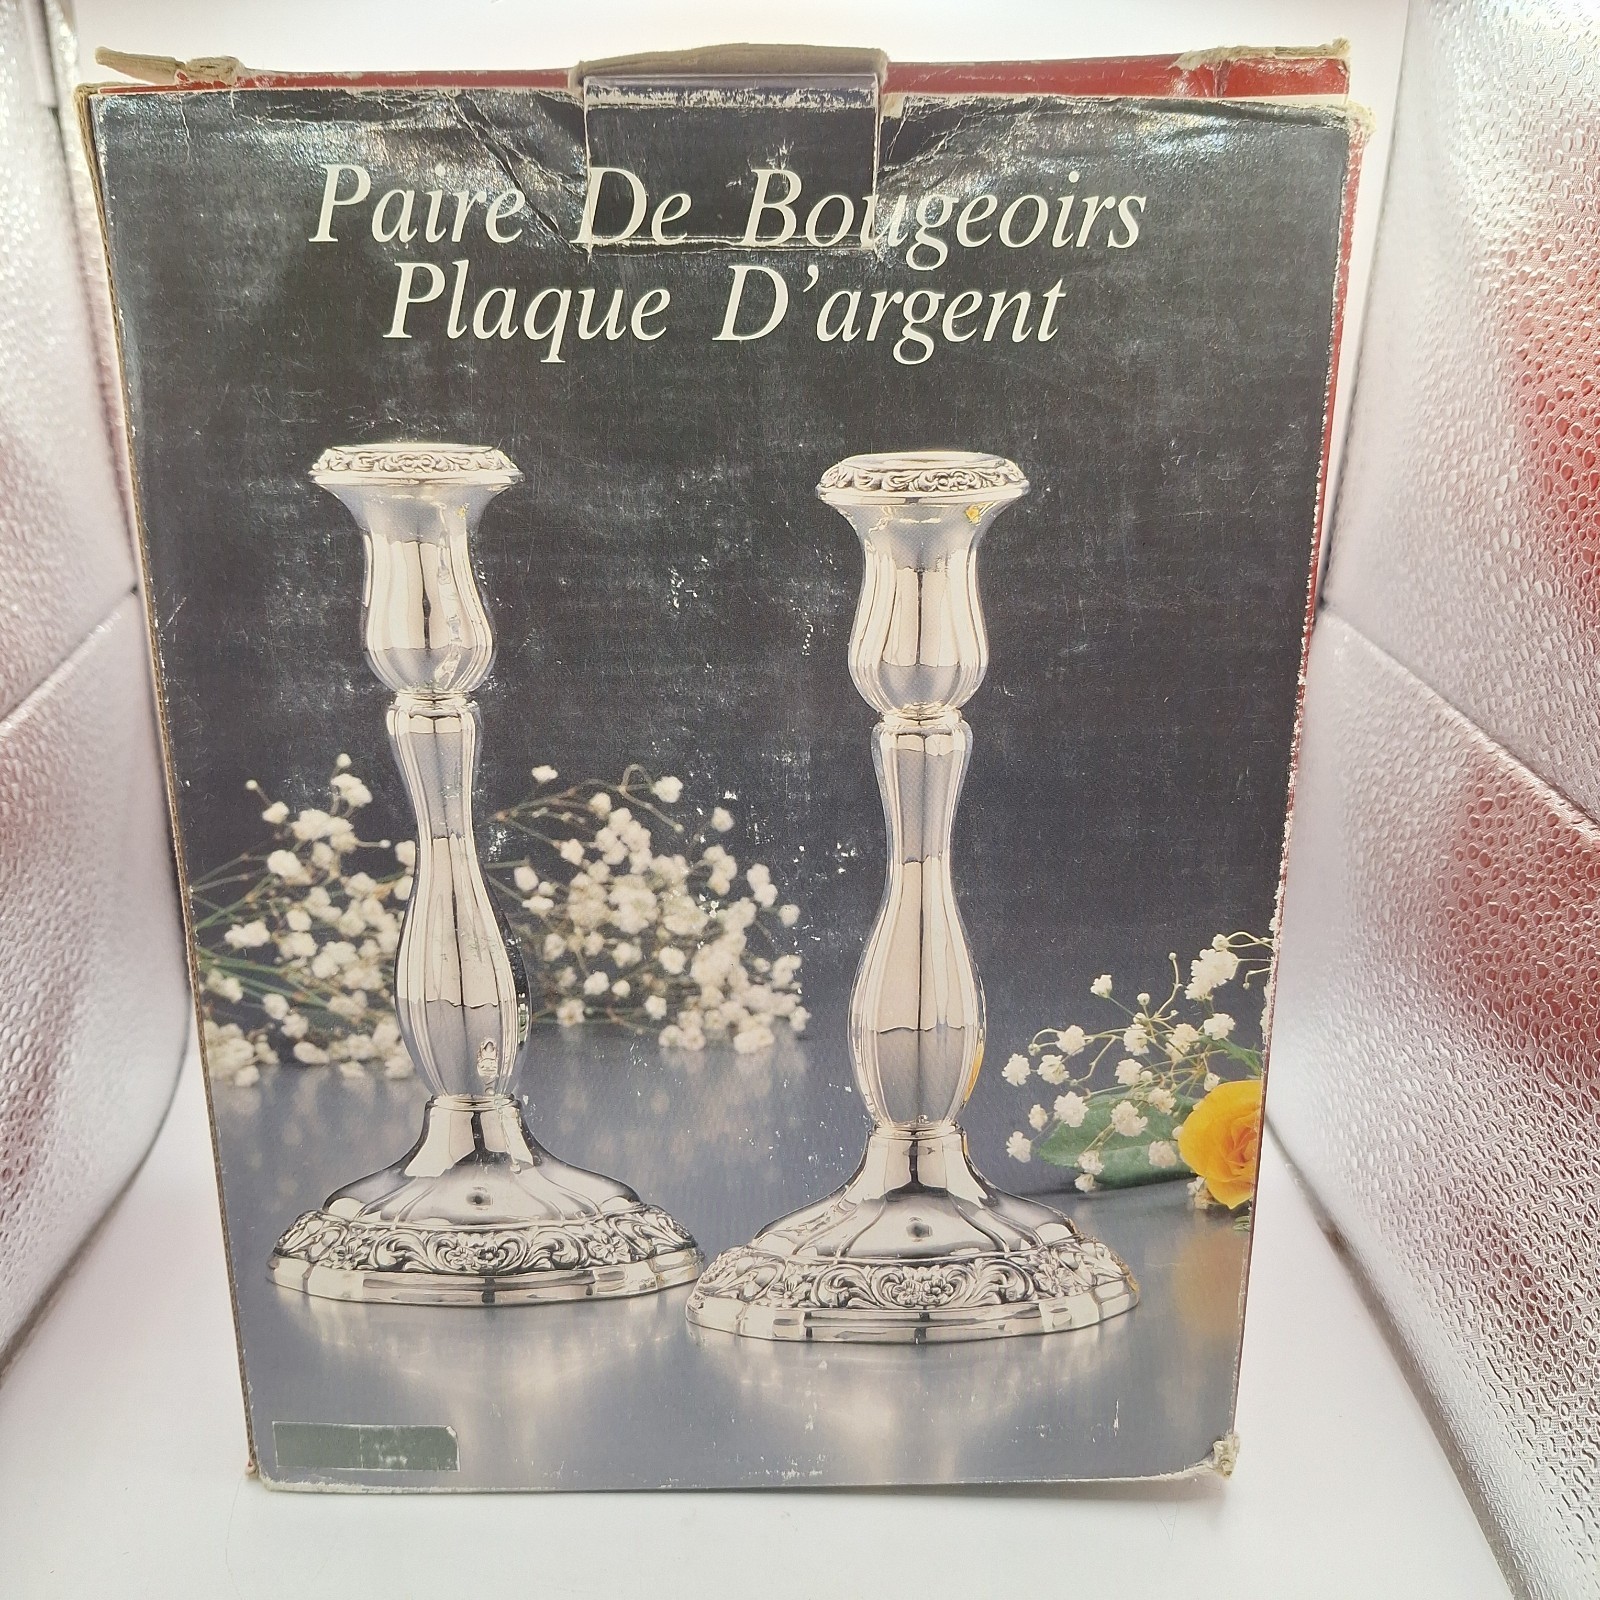 Paire De Bougeoirs
Plaque D'argent